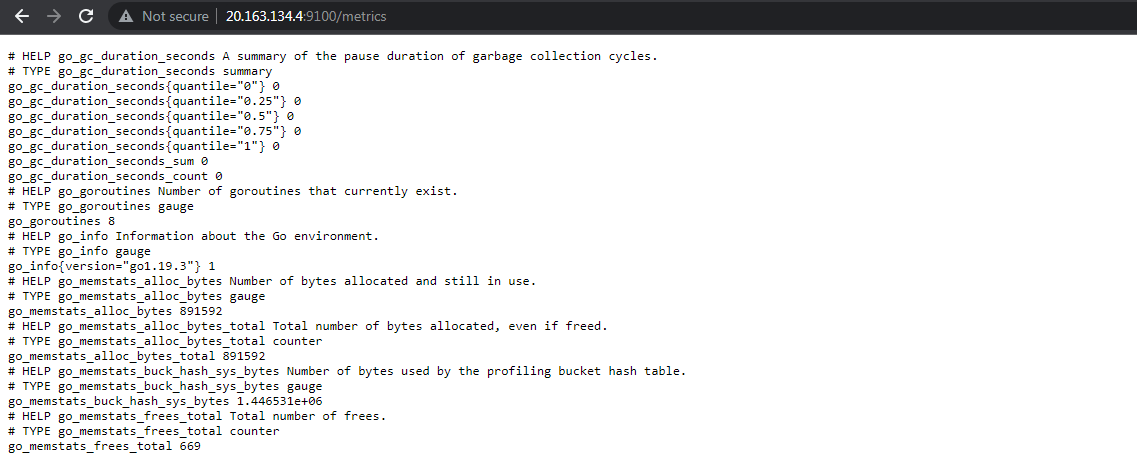 Not secure | 20.163.134.4:9100/metrics
# HELP go_gc_duration_seconds A summary of the pause duration of garbage collection cycles.
# TYPE go_gc_duration_seconds summary
go_gc_duration_seconds{quantile="0"} 0
go_gc_duration_seconds{quantile="0.25"} 0
go_gc_duration_seconds{quantile="0.5"} 0
go_gc_duration_seconds{quantile="0.75"} 0
go_gc_duration_seconds{quantile="1"} 0
go_gc_duration_seconds_sum 0
go_gc_duration_seconds_count 0
# HELP go_goroutines Number of goroutines that currently exist.
# TYPE go_goroutines gauge
go_goroutines 8
# HELP go_info Information about the Go environment.
# TYPE go_info gauge
go_info{version="go1.19.3"} 1
# HELP go_memstats_alloc_bytes Number of bytes allocated and still in use.
# TYPE go_memstats_alloc_bytes gauge
go_memstats_alloc_bytes 891592
# HELP go_memstats_alloc_bytes_total Total number of bytes allocated, even if freed.
# TYPE go_memstats_alloc_bytes_total counter
go_memstats_alloc_bytes_total 891592
# HELP go_memstats_buck_hash_sys_bytes Number of bytes used by the profiling bucket hash table.
# TYPE go_memstats_buck_hash_sys_bytes gauge
go_memstats_buck_hash_sys_bytes 1.446531e+06
# HELP go_memstats_frees_total Total number of frees.
# TYPE go_memstats_frees_total counter
go_memstats_frees_total 669